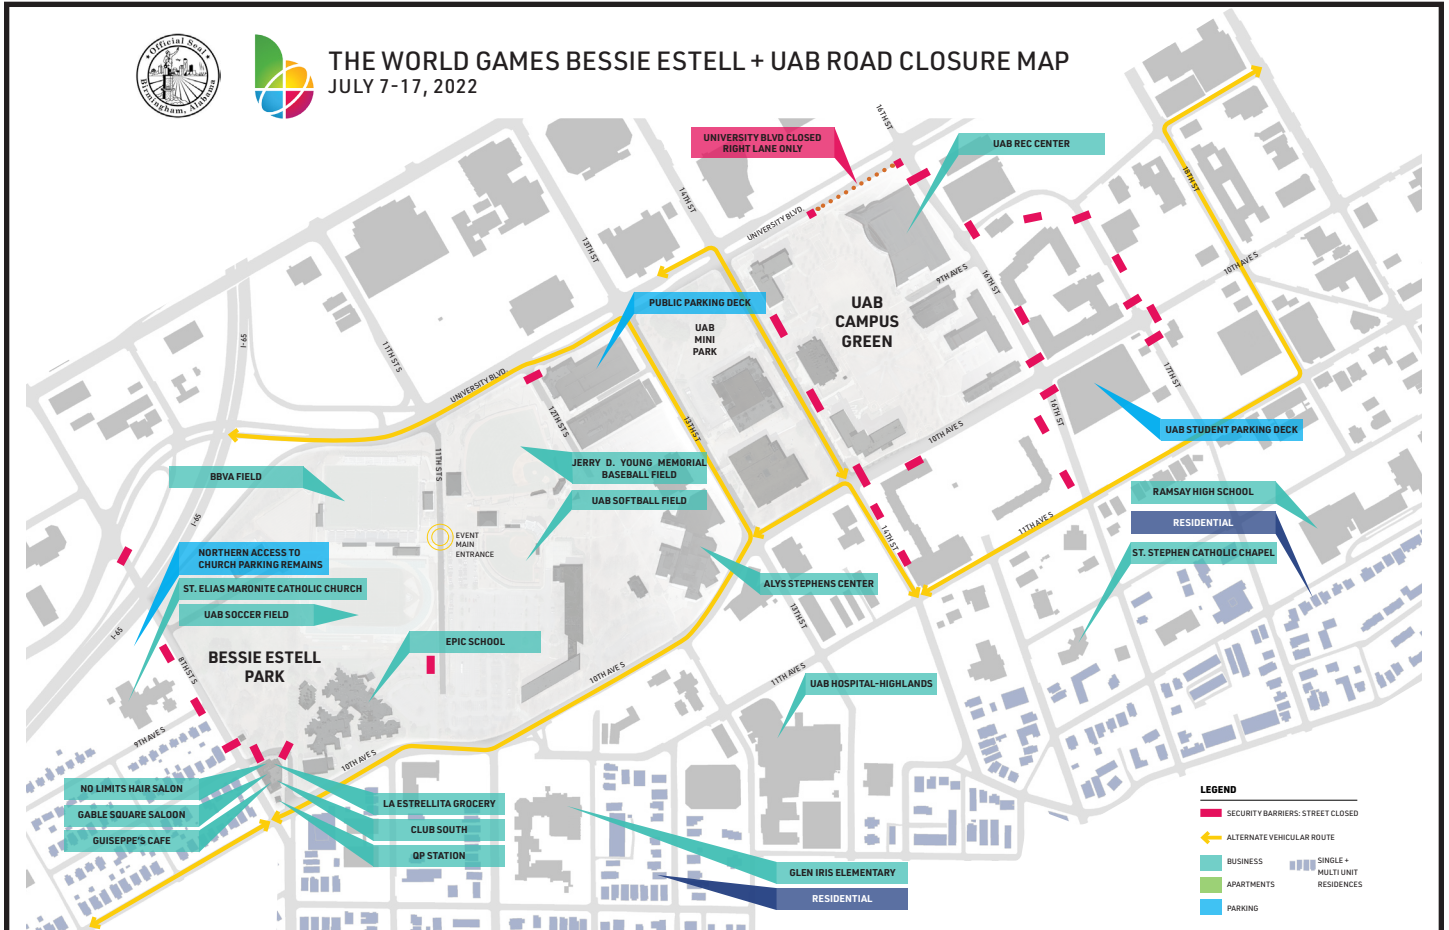 Official Seal
Birmingham, Alabama
THE WORLD GAMES BESSIE ESTELL + UAB ROAD CLOSURE MAP
JULY 7-17, 2022
16TH ST
UNIVERSITY BLVD CLOSED
RIGHT LANE ONLY
UAB REC CENTER
18TH ST
14TH ST
UNIVERSITY BLVD.
13TH ST
10TH AVE S
9TH AVE S
16TH ST
PUBLIC PARKING DECK
UAB
CAMPUS
GREEN
UAB
MINI
PARK
I-65
11TH ST S
UNIVERSITY BLVD.
17TH ST
12TH ST S
13TH ST
16TH ST
10TH AVE S
UAB STUDENT PARKING DECK
11TH ST S
JERRY D. YOUNG MEMORIAL
BASEBALL FIELD
BBVA FIELD
UAB SOFTBALL FIELD
RAMSAY HIGH SCHOOL
I-65
11TH AVE S
RESIDENTIAL
EVENT
MAIN
ENTRANCE
14TH ST
NORTHERN ACCESS TO
CHURCH PARKING REMAINS
ST. STEPHEN CATHOLIC CHAPEL
ST. ELIAS MARONITE CATHOLIC CHURCH
ALYS STEPHENS CENTER
UAB SOCCER FIELD
13TH ST
I-65
EPIC SCHOOL
BESSIE ESTELL
PARK
8TH ST S
10TH AVE S
11TH AVE S
UAB HOSPITAL-HIGHLANDS
9TH AVE S
10TH AVE S
NO LIMITS HAIR SALON
LA ESTRELLITA GROCERY
GABLE SQUARE SALOON
CLUB SOUTH
GUISEPPE'S CAFE
QP STATION
GLEN IRIS ELEMENTARY
RESIDENTIAL
LEGEND
SECURITY BARRIERS: STREET CLOSED
ALTERNATE VEHICULAR ROUTE
BUSINESS
SINGLE +
MULTI UNIT
RESIDENCES
APARTMENTS
PARKING